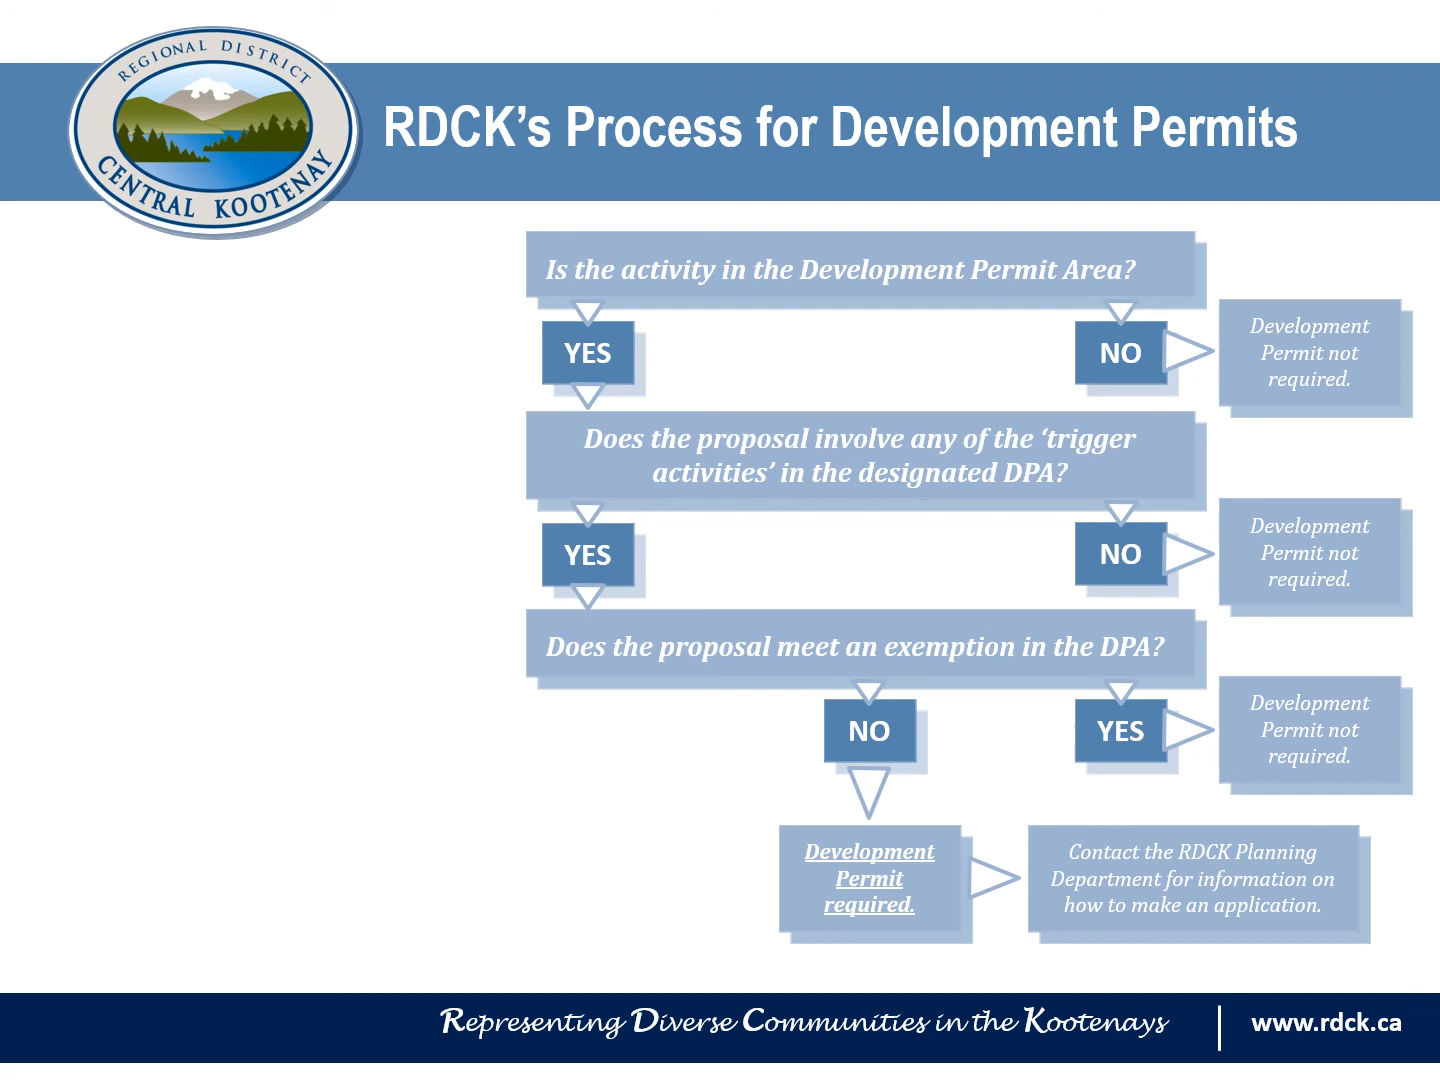 REGIONAL DISTRICT
CENTRAL KOOTENAY
RDCK’s Process for Development Permits
Is the activity in the Development Permit Area?
YES
NO
Development
Permit not
required.
Does the proposal involve any of the ‘trigger
activities’ in the designated DPA?
YES
NO
Development
Permit not
required.
Does the proposal meet an exemption in the DPA?
NO
YES
Development
Permit not
required.
Development
Permit
required.
Contact the RDCK Planning
Department for information on
how to make an application.
Representing Diverse Communities in the Kootenays
www.rdck.ca